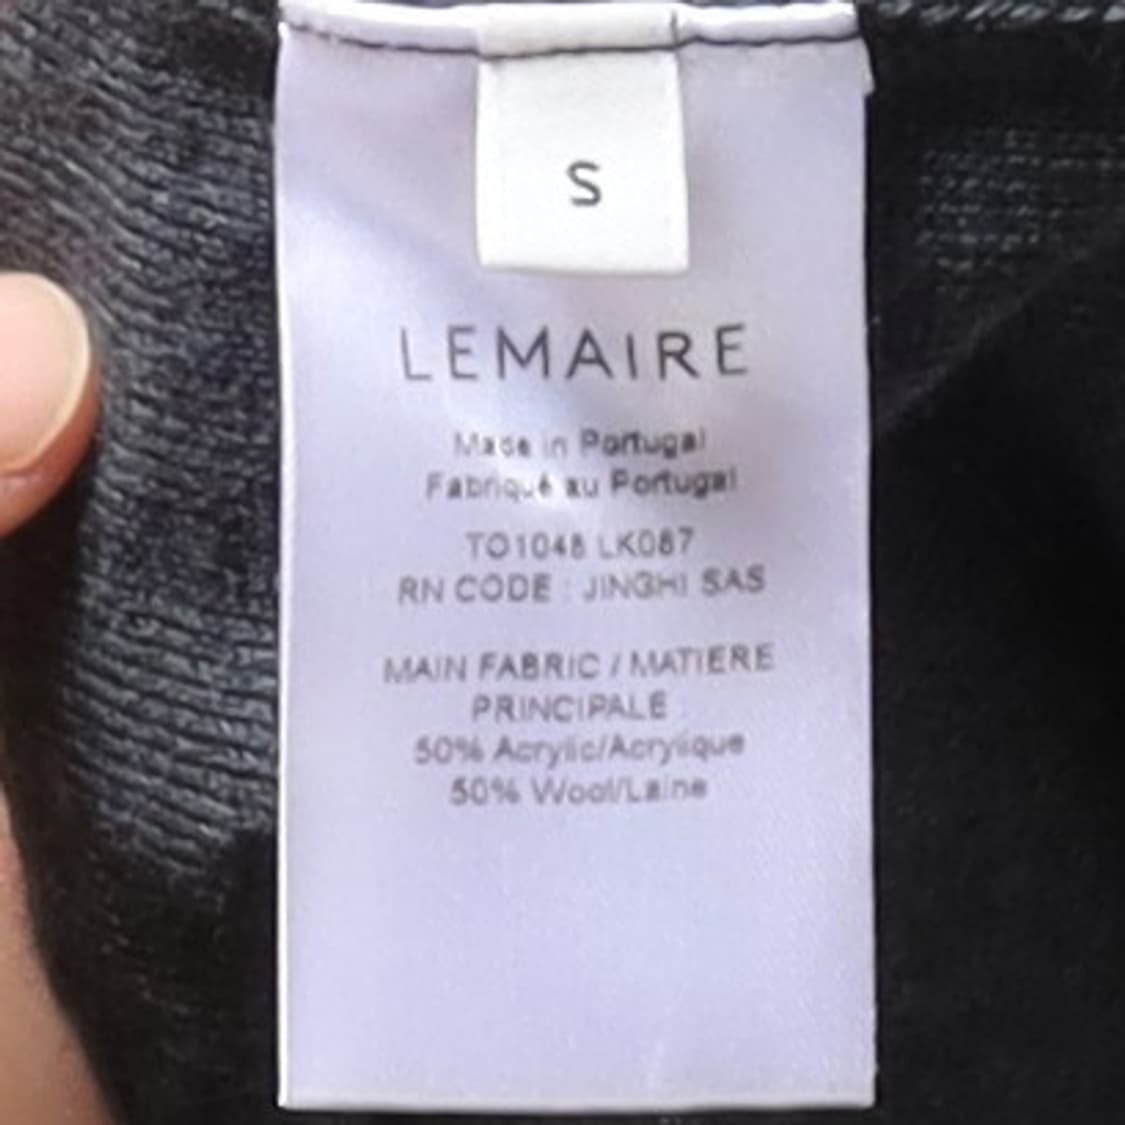 S
LEMAIRE
Made in Portugal
Fabriqué au Portugal
TO1048 LK087
RN CODE : JINGHI SAS
MAIN FABRIC / MATIERE
PRINCIPALE
50% Acrylic/Acrylique
50% Wool/Laine